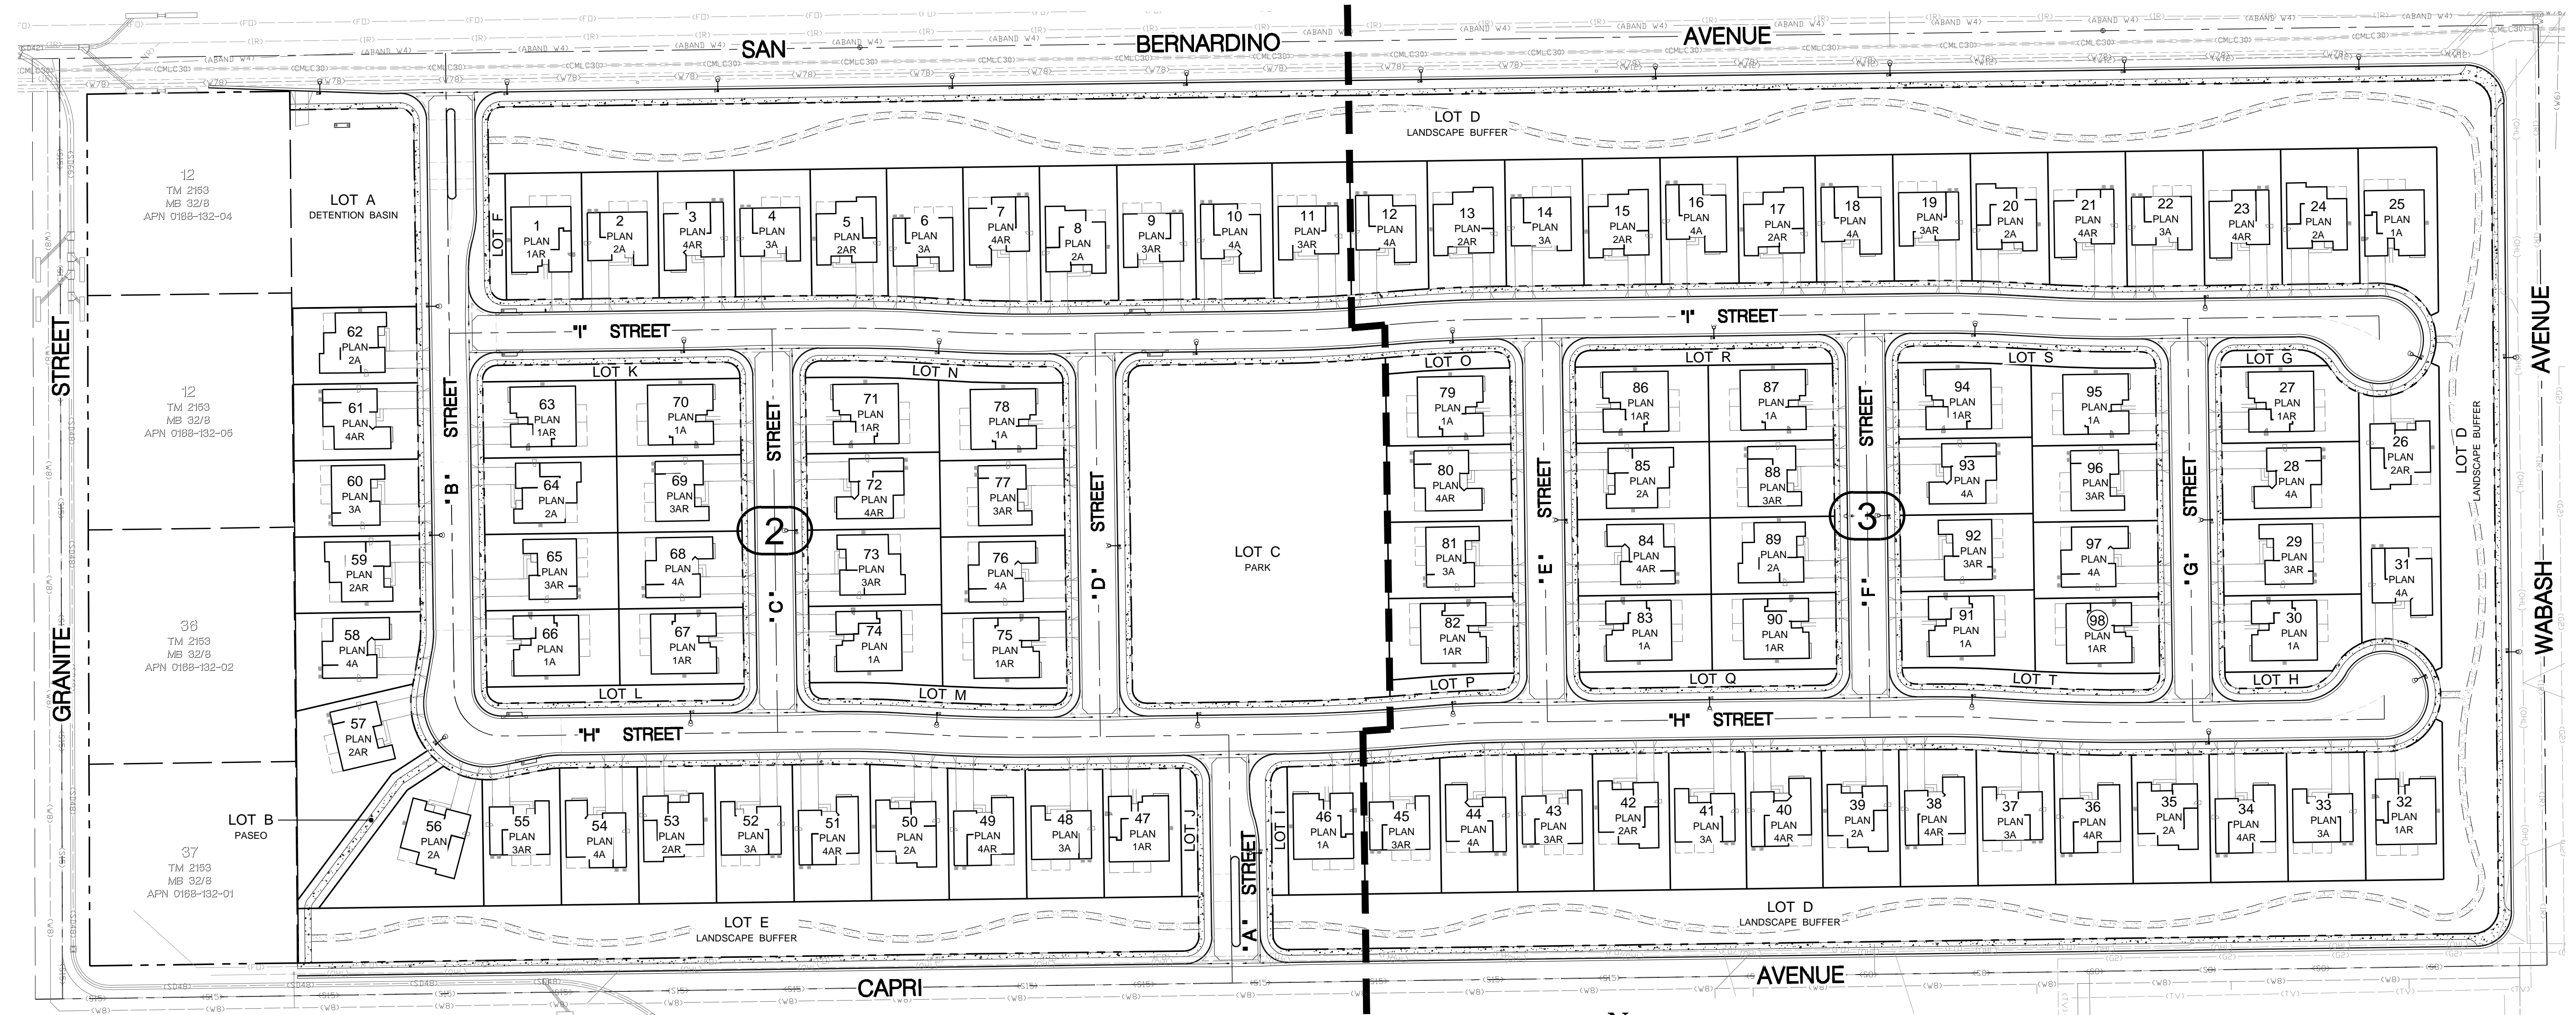 SAN BERNARDINO AVENUE
LOT D
LANDSCAPE BUFFER
12
TM 2153
MB 32/8
APN 0168-132-04
LOT A
DETENTION BASIN
LOT F
1
PLAN
1AR
2
PLAN
2A
3
PLAN
4AR
4
PLAN
3A
5
PLAN
2AR
6
PLAN
3A
7
PLAN
4AR
8
PLAN
2A
9
PLAN
3AR
10
PLAN
4A
11
PLAN
3AR
12
PLAN
4A
13
PLAN
2AR
14
PLAN
3A
15
PLAN
2AR
16
PLAN
4A
17
PLAN
2AR
18
PLAN
4A
19
PLAN
3AR
20
PLAN
2A
21
PLAN
4AR
22
PLAN
3A
23
PLAN
4AR
24
PLAN
2A
25
PLAN
1A
"I" STREET
"I" STREET
GRANITE STREET
WABASH AVENUE
12
TM 2153
MB 32/8
APN 0168-132-05
62
PLAN
2A
61
PLAN
4AR
60
PLAN
3A
59
PLAN
2AR
58
PLAN
4A
57
PLAN
2AR
"B" STREET
LOT K
63
PLAN
1AR
70
PLAN
1A
64
PLAN
2A
69
PLAN
3AR
65
PLAN
3AR
68
PLAN
4A
66
PLAN
1A
67
PLAN
1AR
LOT L
"C" STREET
2
LOT N
71
PLAN
1AR
78
PLAN
1A
72
PLAN
4AR
77
PLAN
3AR
73
PLAN
3AR
76
PLAN
4A
74
PLAN
1A
75
PLAN
1AR
LOT M
"D" STREET
LOT C
PARK
LOT O
79
PLAN
1A
80
PLAN
4AR
81
PLAN
3A
82
PLAN
1AR
LOT P
"E" STREET
LOT R
86
PLAN
1AR
87
PLAN
1A
85
PLAN
2A
88
PLAN
3AR
84
PLAN
4AR
89
PLAN
2A
83
PLAN
1A
90
PLAN
1AR
LOT Q
"F" STREET
3
LOT S
94
PLAN
1AR
95
PLAN
1A
93
PLAN
4A
96
PLAN
3AR
92
PLAN
3AR
97
PLAN
4A
91
PLAN
1A
98
PLAN
1AR
LOT T
"G" STREET
LOT G
27
PLAN
1AR
26
PLAN
2AR
28
PLAN
4A
29
PLAN
3AR
31
PLAN
4A
30
PLAN
1A
LOT H
LOT D
LANDSCAPE BUFFER
36
TM 2153
MB 32/8
APN 0168-132-02
"H" STREET
"H" STREET
LOT B
PASEO
37
TM 2153
MB 32/8
APN 0168-132-01
56
PLAN
2A
55
PLAN
3AR
54
PLAN
4A
53
PLAN
2AR
52
PLAN
3A
51
PLAN
4AR
50
PLAN
2A
49
PLAN
4AR
48
PLAN
3A
47
PLAN
1AR
LOT J
"A" STREET
LOT I
46
PLAN
1A
45
PLAN
3AR
44
PLAN
4A
43
PLAN
3AR
42
PLAN
2AR
41
PLAN
3A
40
PLAN
4AR
39
PLAN
2A
38
PLAN
4AR
37
PLAN
3A
36
PLAN
4AR
35
PLAN
2A
34
PLAN
4AR
33
PLAN
3A
32
PLAN
1AR
LOT E
LANDSCAPE BUFFER
LOT D
LANDSCAPE BUFFER
CAPRI AVENUE